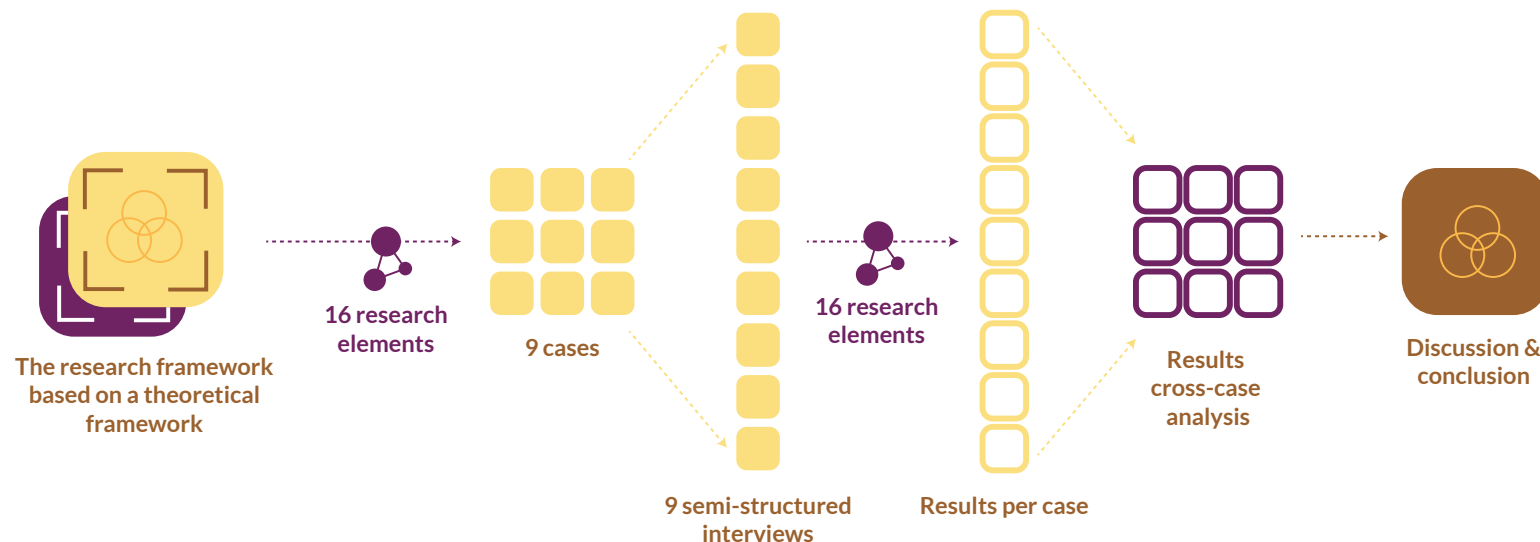 The research framework
based on a theoretical
framework
16 research
elements
9 cases
9 semi-structured
interviews
16 research
elements
Results per case
Results
cross-case
analysis
Discussion &
conclusion